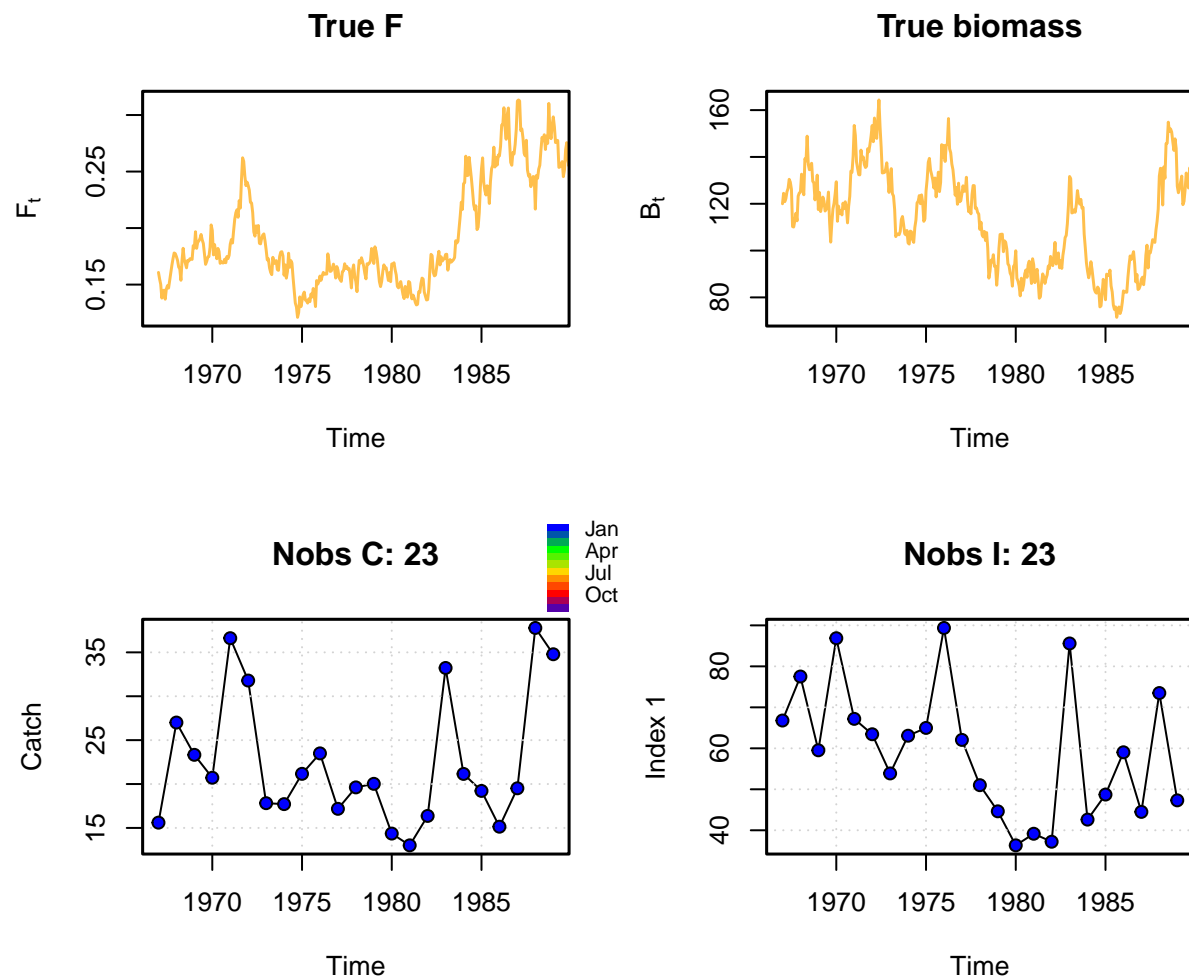 True F
0.15 0.25
Fₜ
1970 1975 1980 1985
Time
True biomass
80 120 160
Bₜ
1970 1975 1980 1985
Time
Nobs C: 23
Jan
Apr
Jul
Oct
15 25 35
Catch
1970 1975 1980 1985
Time
Nobs I: 23
40 60 80
Index 1
1970 1975 1980 1985
Time